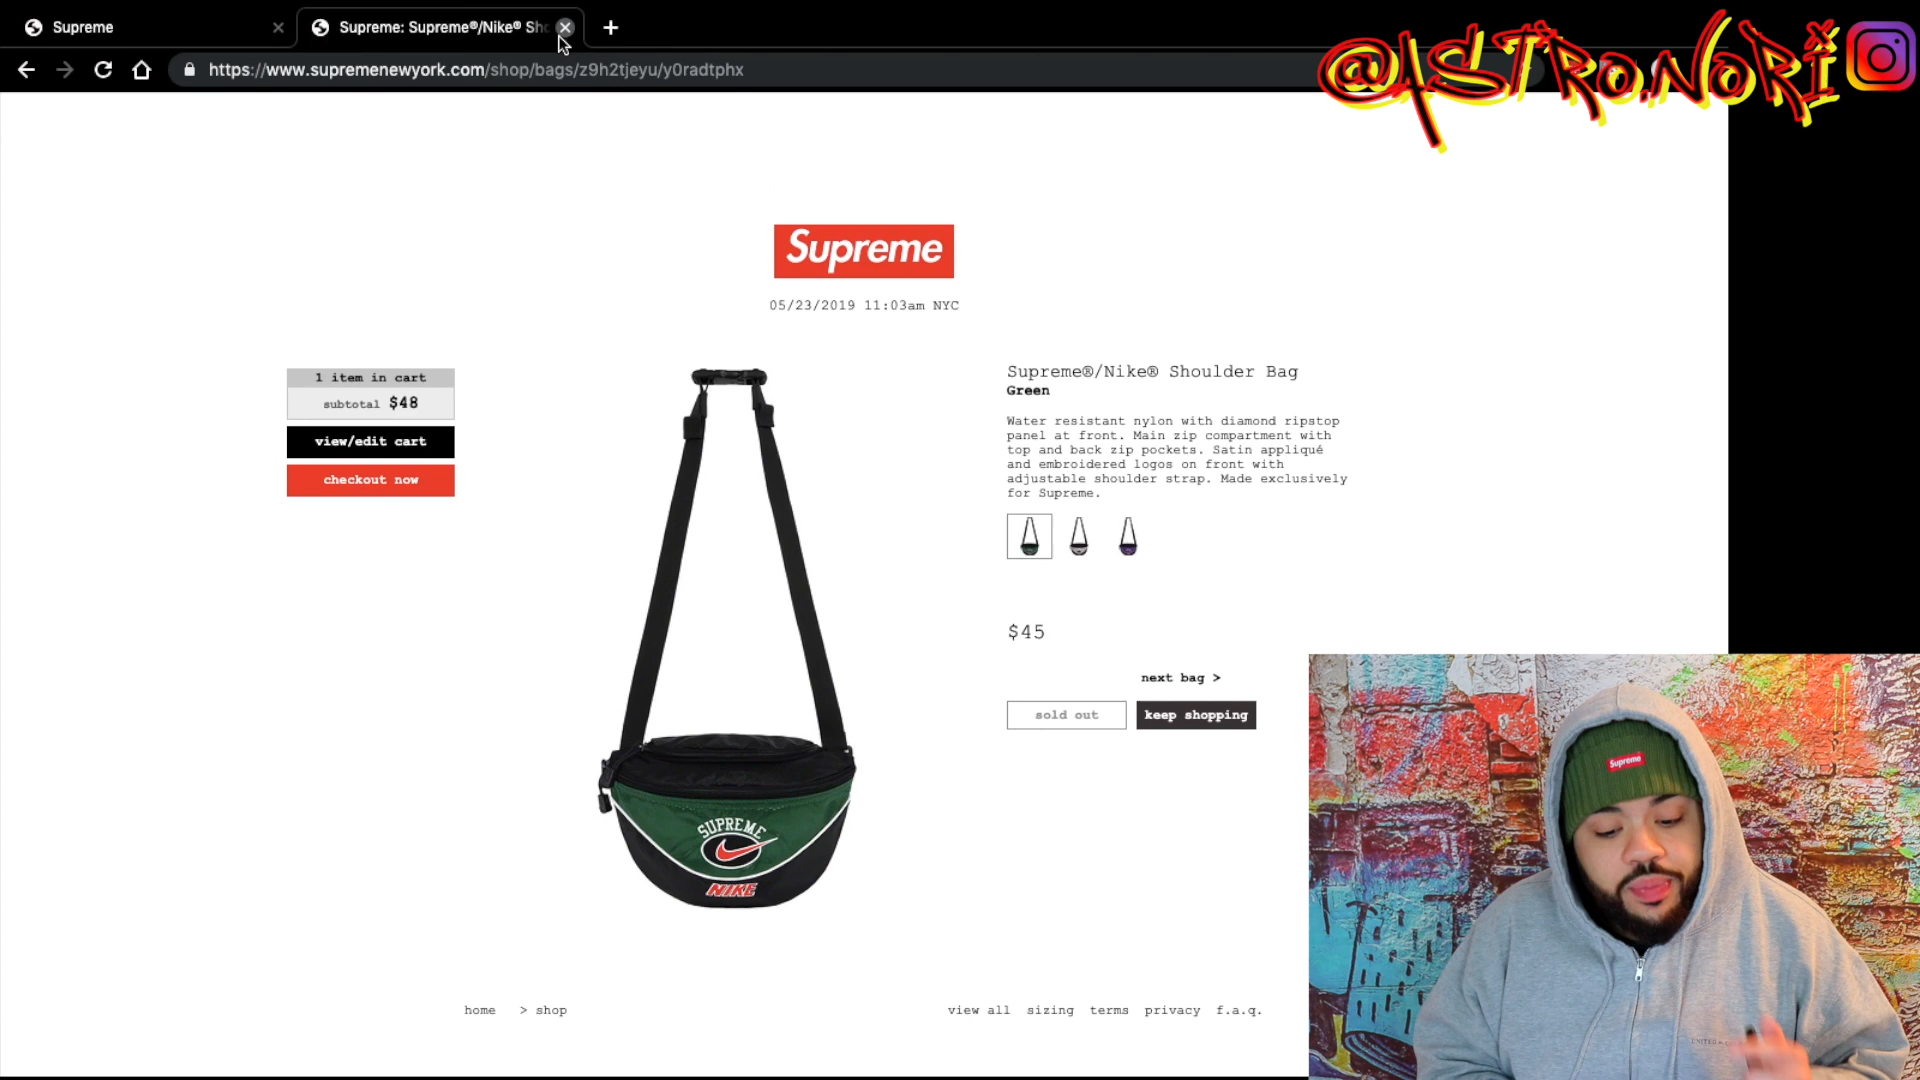 Supreme
Supreme: Supreme®/Nike® Sho
@ASTRO.NORI
https://www.supremenewyork.com/shop/bags/z9h2tjeyu/y0radtphx
Supreme
05/23/2019 11:03am NYC
1 item in cart
subtotal $48
view/edit cart
checkout now
Supreme®/Nike® Shoulder Bag
Green
Water resistant nylon with diamond ripstop
panel at front. Main zip compartment with
top and back zip pockets. Satin appliqué
and embroidered logos on front with
adjustable shoulder strap. Made exclusively
for Supreme.
$45
next bag >
sold out
keep shopping
SUPREME
NIKE
Supreme
home > shop
view all sizing terms privacy f.a.q.